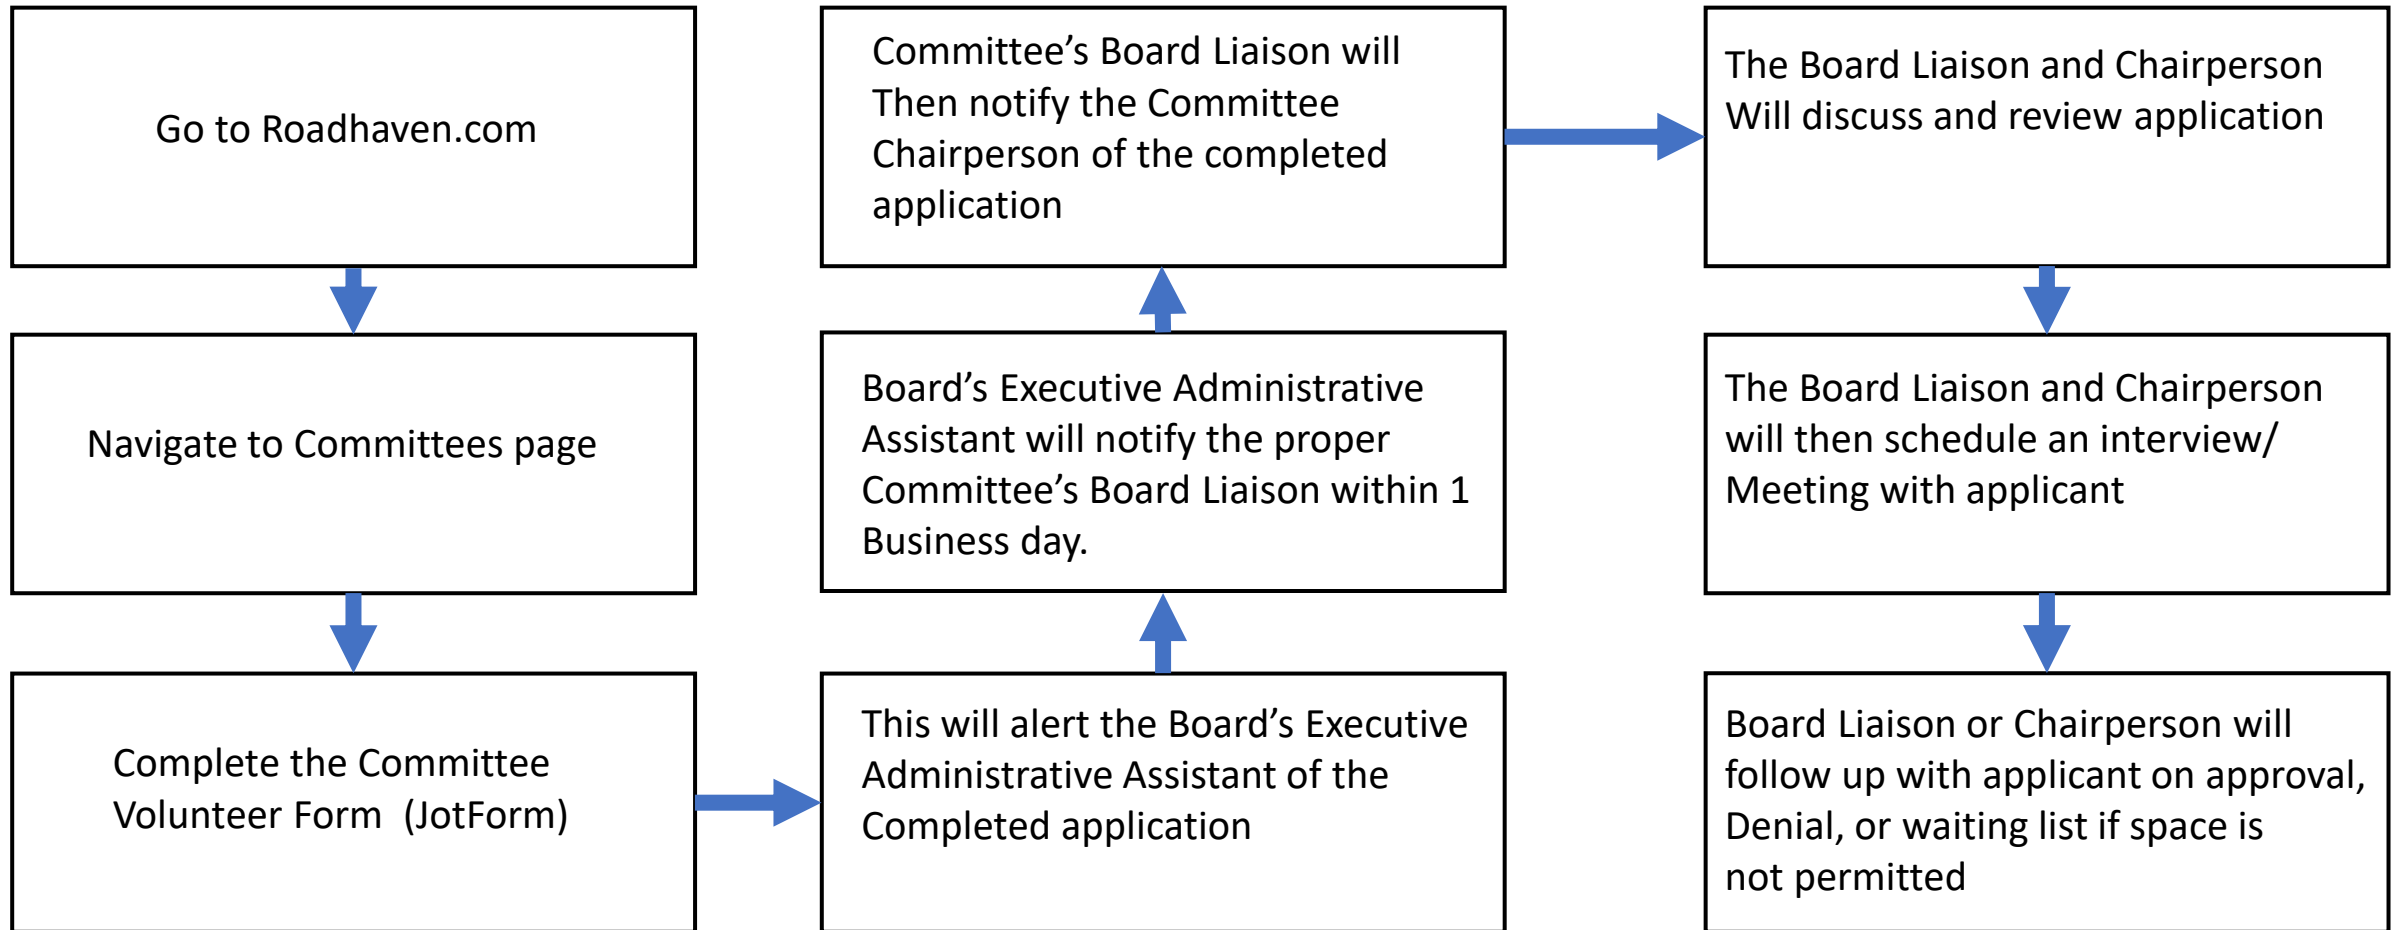 Go to Roadhaven.com
Navigate to Committees page
Complete the Committee
Volunteer Form  (JotForm)
This will alert the Board’s Executive
Administrative Assistant of the
Completed application
Board’s Executive Administrative
Assistant will notify the proper
Committee’s Board Liaison within 1
Business day.
Committee’s Board Liaison will
Then notify the Committee
Chairperson of the completed
application
The Board Liaison and Chairperson
Will discuss and review application
The Board Liaison and Chairperson
will then schedule an interview/
Meeting with applicant
Board Liaison or Chairperson will
follow up with applicant on approval,
Denial, or waiting list if space is
not permitted